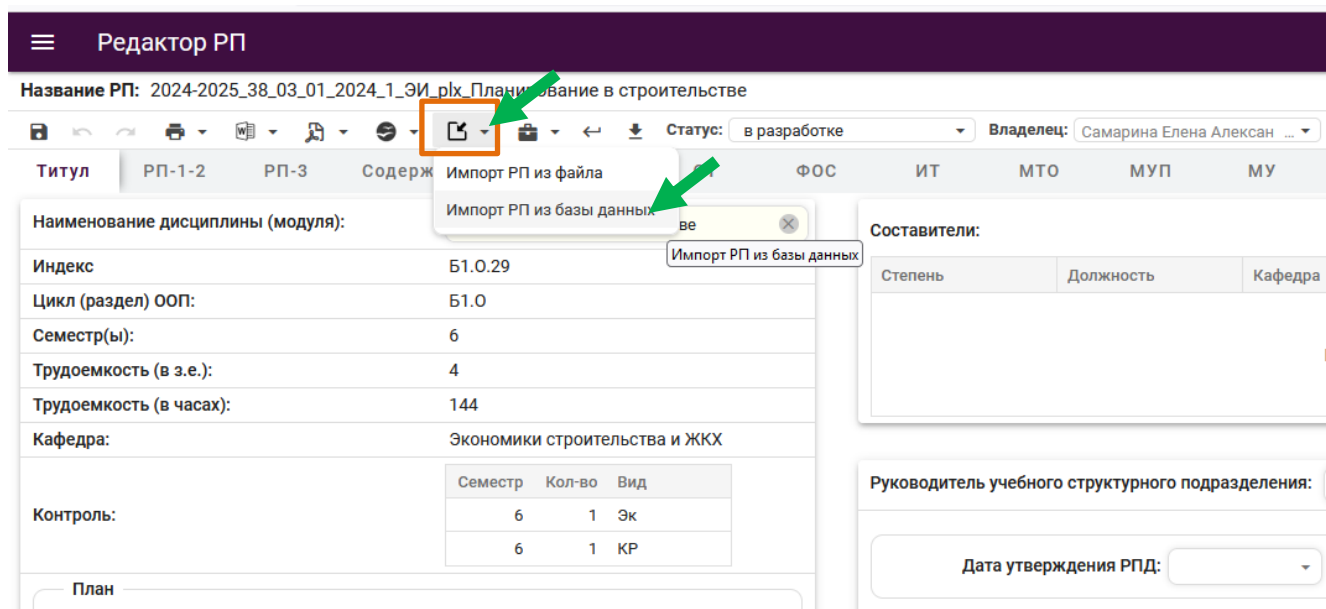 Редактор РП
Название РП: 2024-2025_38_03_01_2024_1_ЭИ_plx_Планирование в строительстве
Статус: в разработке Владелец: Самарина Елена Алексан ...
Титул РП-1-2 РП-3 Содерж ФОС ИТ МТО МУП МУ
Импорт РП из файла
Импорт РП из базы данных
Наименование дисциплины (модуля): ве
Импорт РП из базы данных
Индекс Б1.О.29
Цикл (раздел) ООП: Б1.О
Семестр(ы): 6
Трудоемкость (в з.е.): 4
Трудоемкость (в часах): 144
Кафедра: Экономики строительства и ЖКХ
Контроль:
Семестр Кол-во Вид
6 1 Эк
6 1 КР
План
Составители:
Степень Должность Кафедра
Руководитель учебного структурного подразделения:
Дата утверждения РПД: